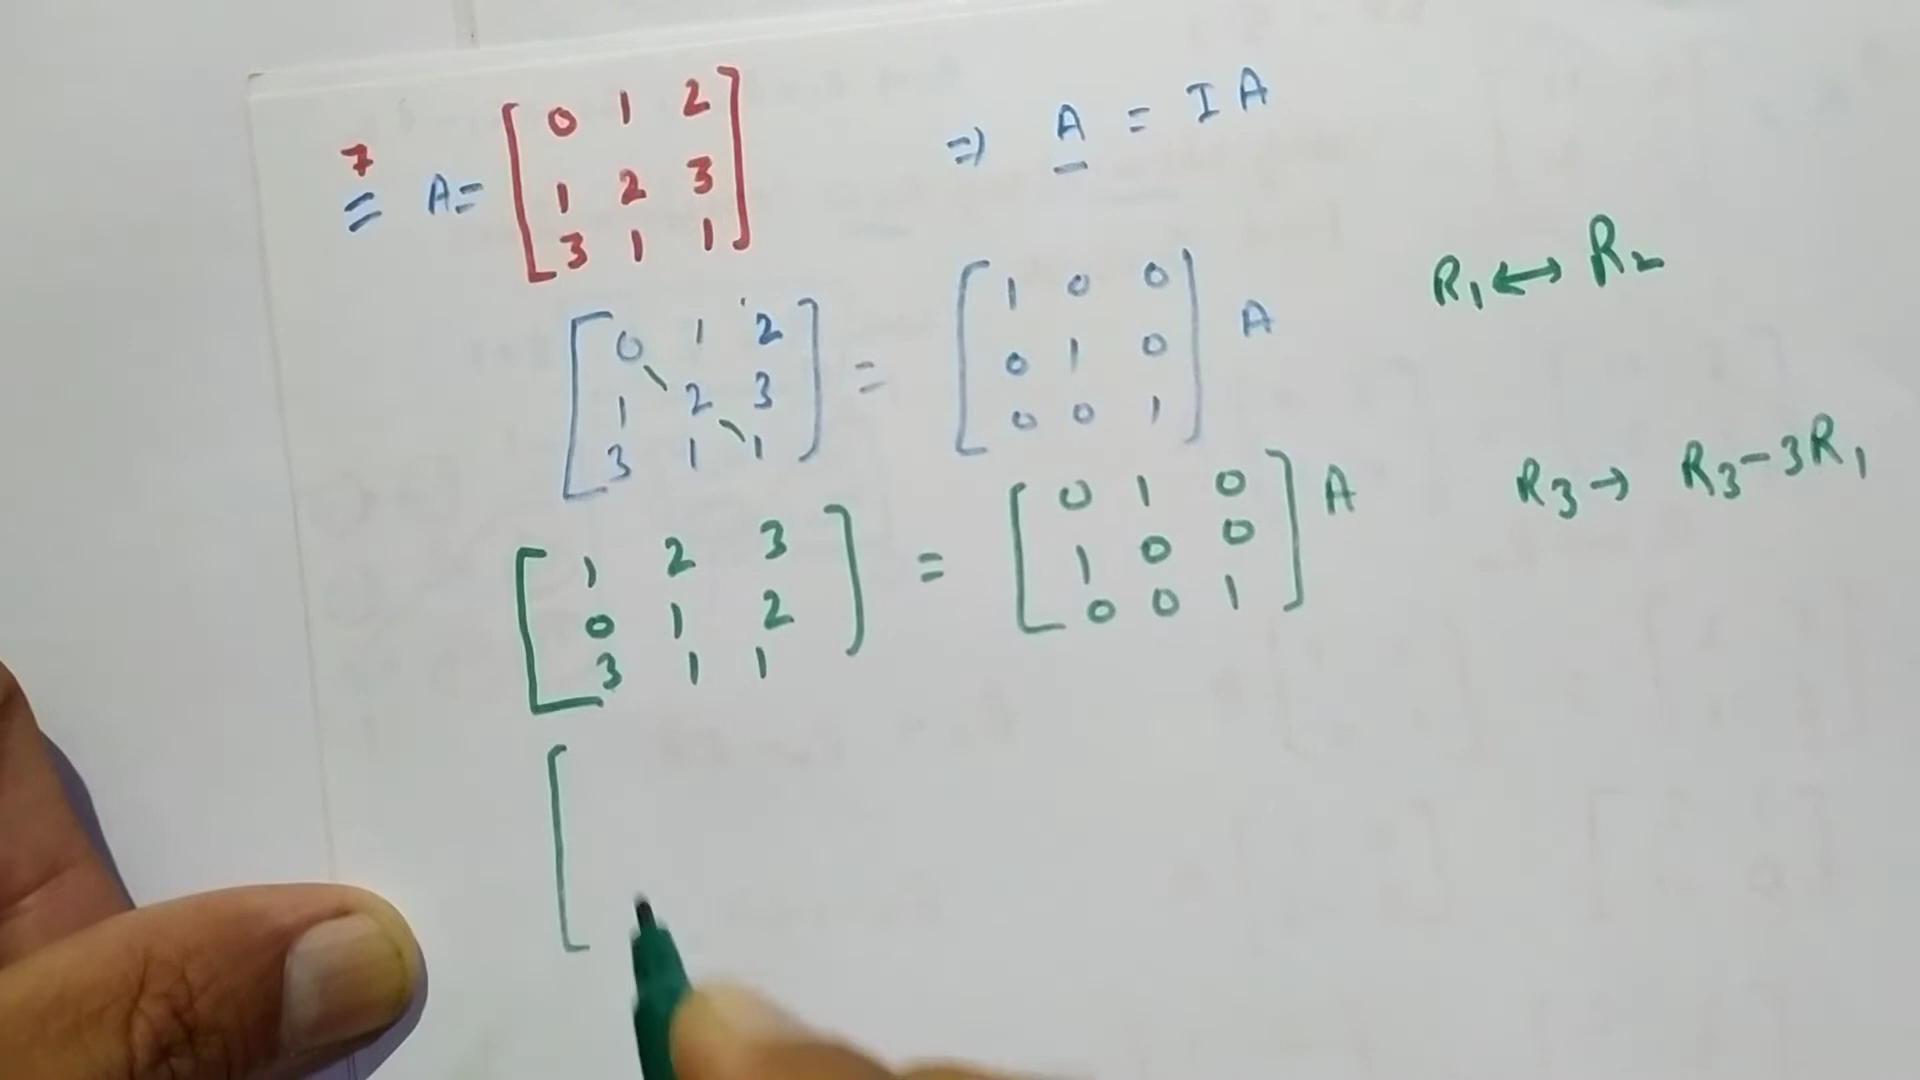 7 A = [ 0 1 2 ⇒ A = I A
1 2 3
3 1 1 ]
[ 0 1 2 = [ 1 0 0 A R₁ ↔ R₂
1 2 3 0 1 0
3 1 1 ] 0 0 1 ]
[ 1 2 3 = [ 0 1 0 A R₃ → R₃ - 3R₁
0 1 2 1 0 0
3 1 1 ] 0 0 1 ]
[